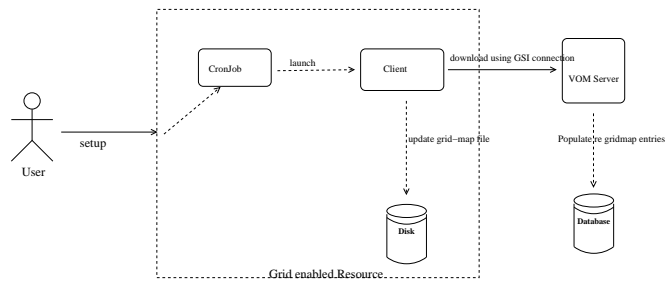 CronJob
launch
Client
download using GSI connection
VOM Server
User
setup
update grid-map file
Populate re gridmap entries
Disk
Database
Grid enabled Resource